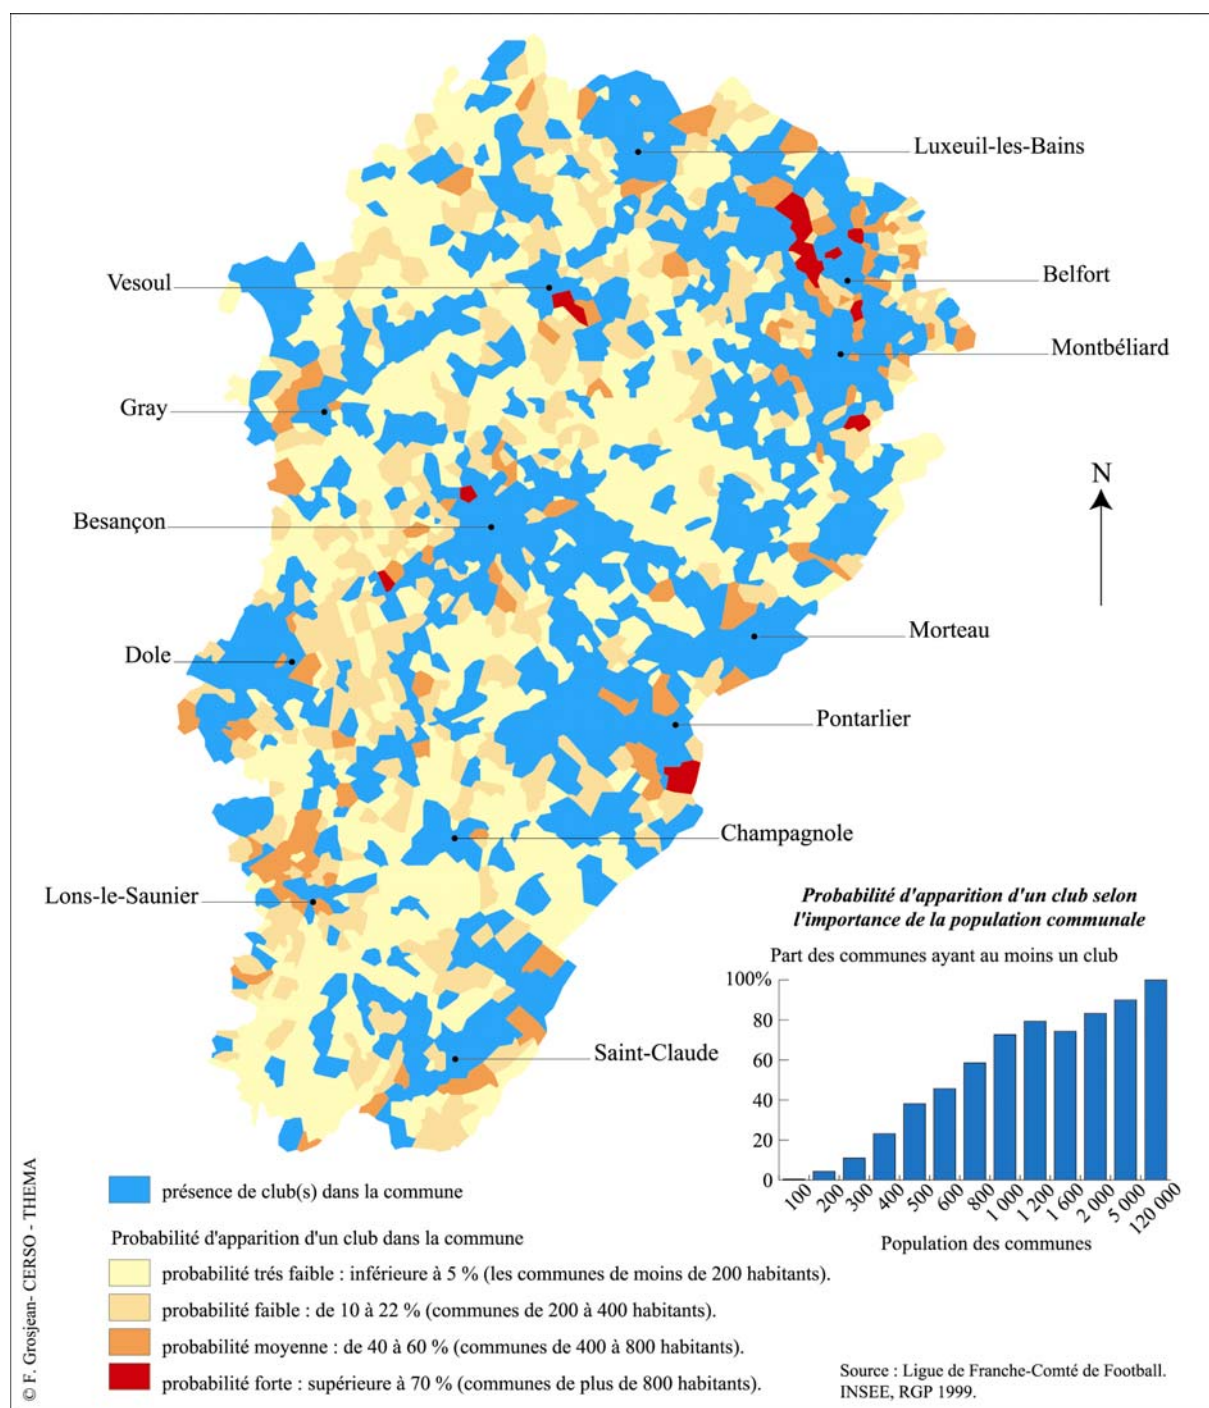 Luxeuil-les-Bains
Vesoul
Belfort
Montbéliard
Gray
N
Besançon
Morteau
Dole
Pontarlier
Champagnole
Lons-le-Saunier
Saint-Claude
Probabilité d'apparition d'un club selon
l'importance de la population communale
Part des communes ayant au moins un club
100%
80
60
40
20
0
100 200 300 400 500 600 800 1 000 1 200 1 600 2 000 5 000 120 000
Population des communes
présence de club(s) dans la commune
Probabilité d'apparition d'un club dans la commune
probabilité trés faible : inférieure à 5 % (les communes de moins de 200 habitants).
probabilité faible : de 10 à 22 % (communes de 200 à 400 habitants).
probabilité moyenne : de 40 à 60 % (communes de 400 à 800 habitants).
probabilité forte : supérieure à 70 % (communes de plus de 800 habitants).
Source : Ligue de Franche-Comté de Football.
INSEE, RGP 1999.
© F. Grosjean- CERSO - THEMA